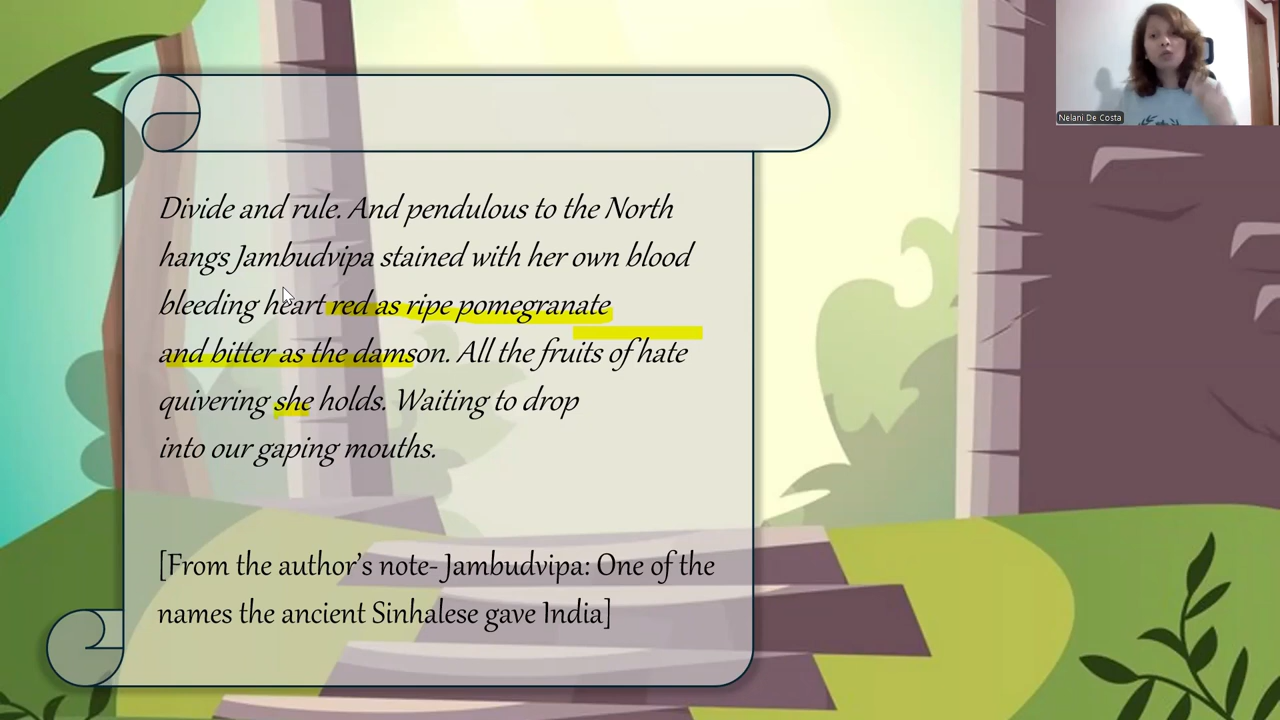 Nelani De Costa
Divide and rule. And pendulous to the North
hangs Jambudvipa stained with her own blood
bleeding heart red as ripe pomegranate
and bitter as the damson. All the fruits of hate
quivering she holds. Waiting to drop
into our gaping mouths.
[From the author’s note- Jambudvipa: One of the
names the ancient Sinhalese gave India]